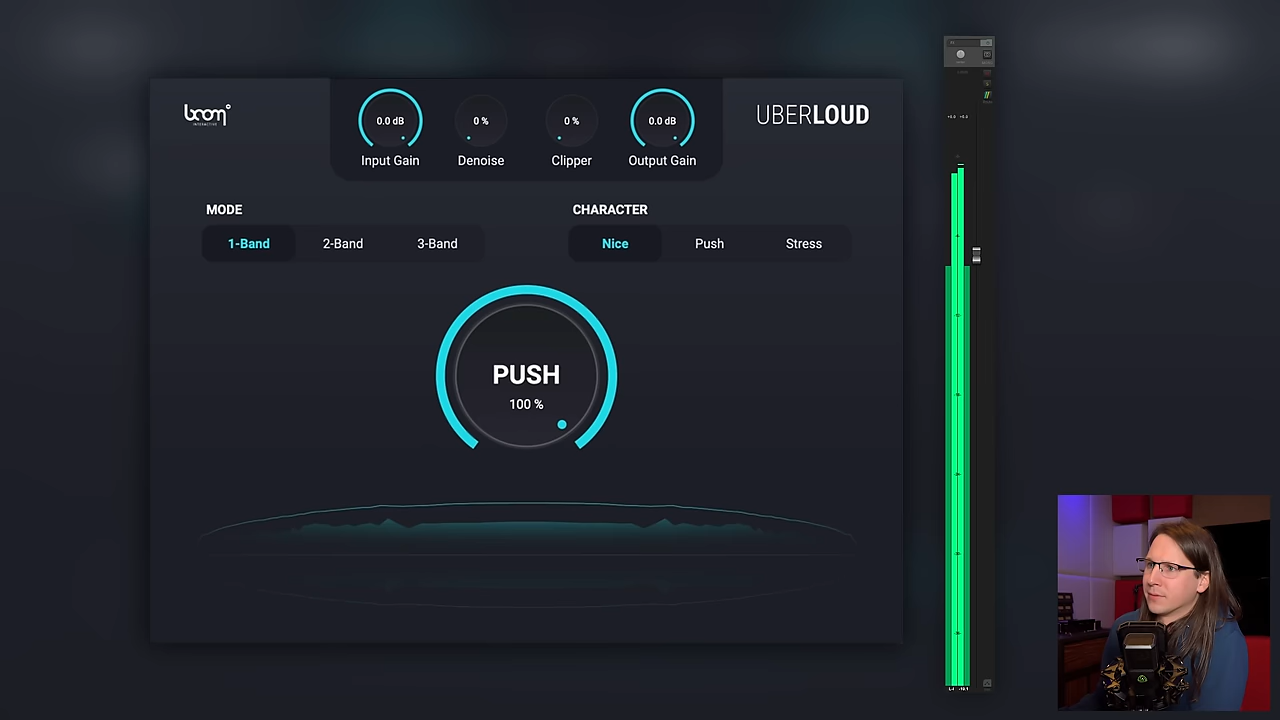 boom
INTERACTIVE
0.0 dB
0 %
0 %
0.0 dB
Input Gain
Denoise
Clipper
Output Gain
UBERLOUD
MODE
1-Band
2-Band
3-Band
CHARACTER
Nice
Push
Stress
PUSH
100 %